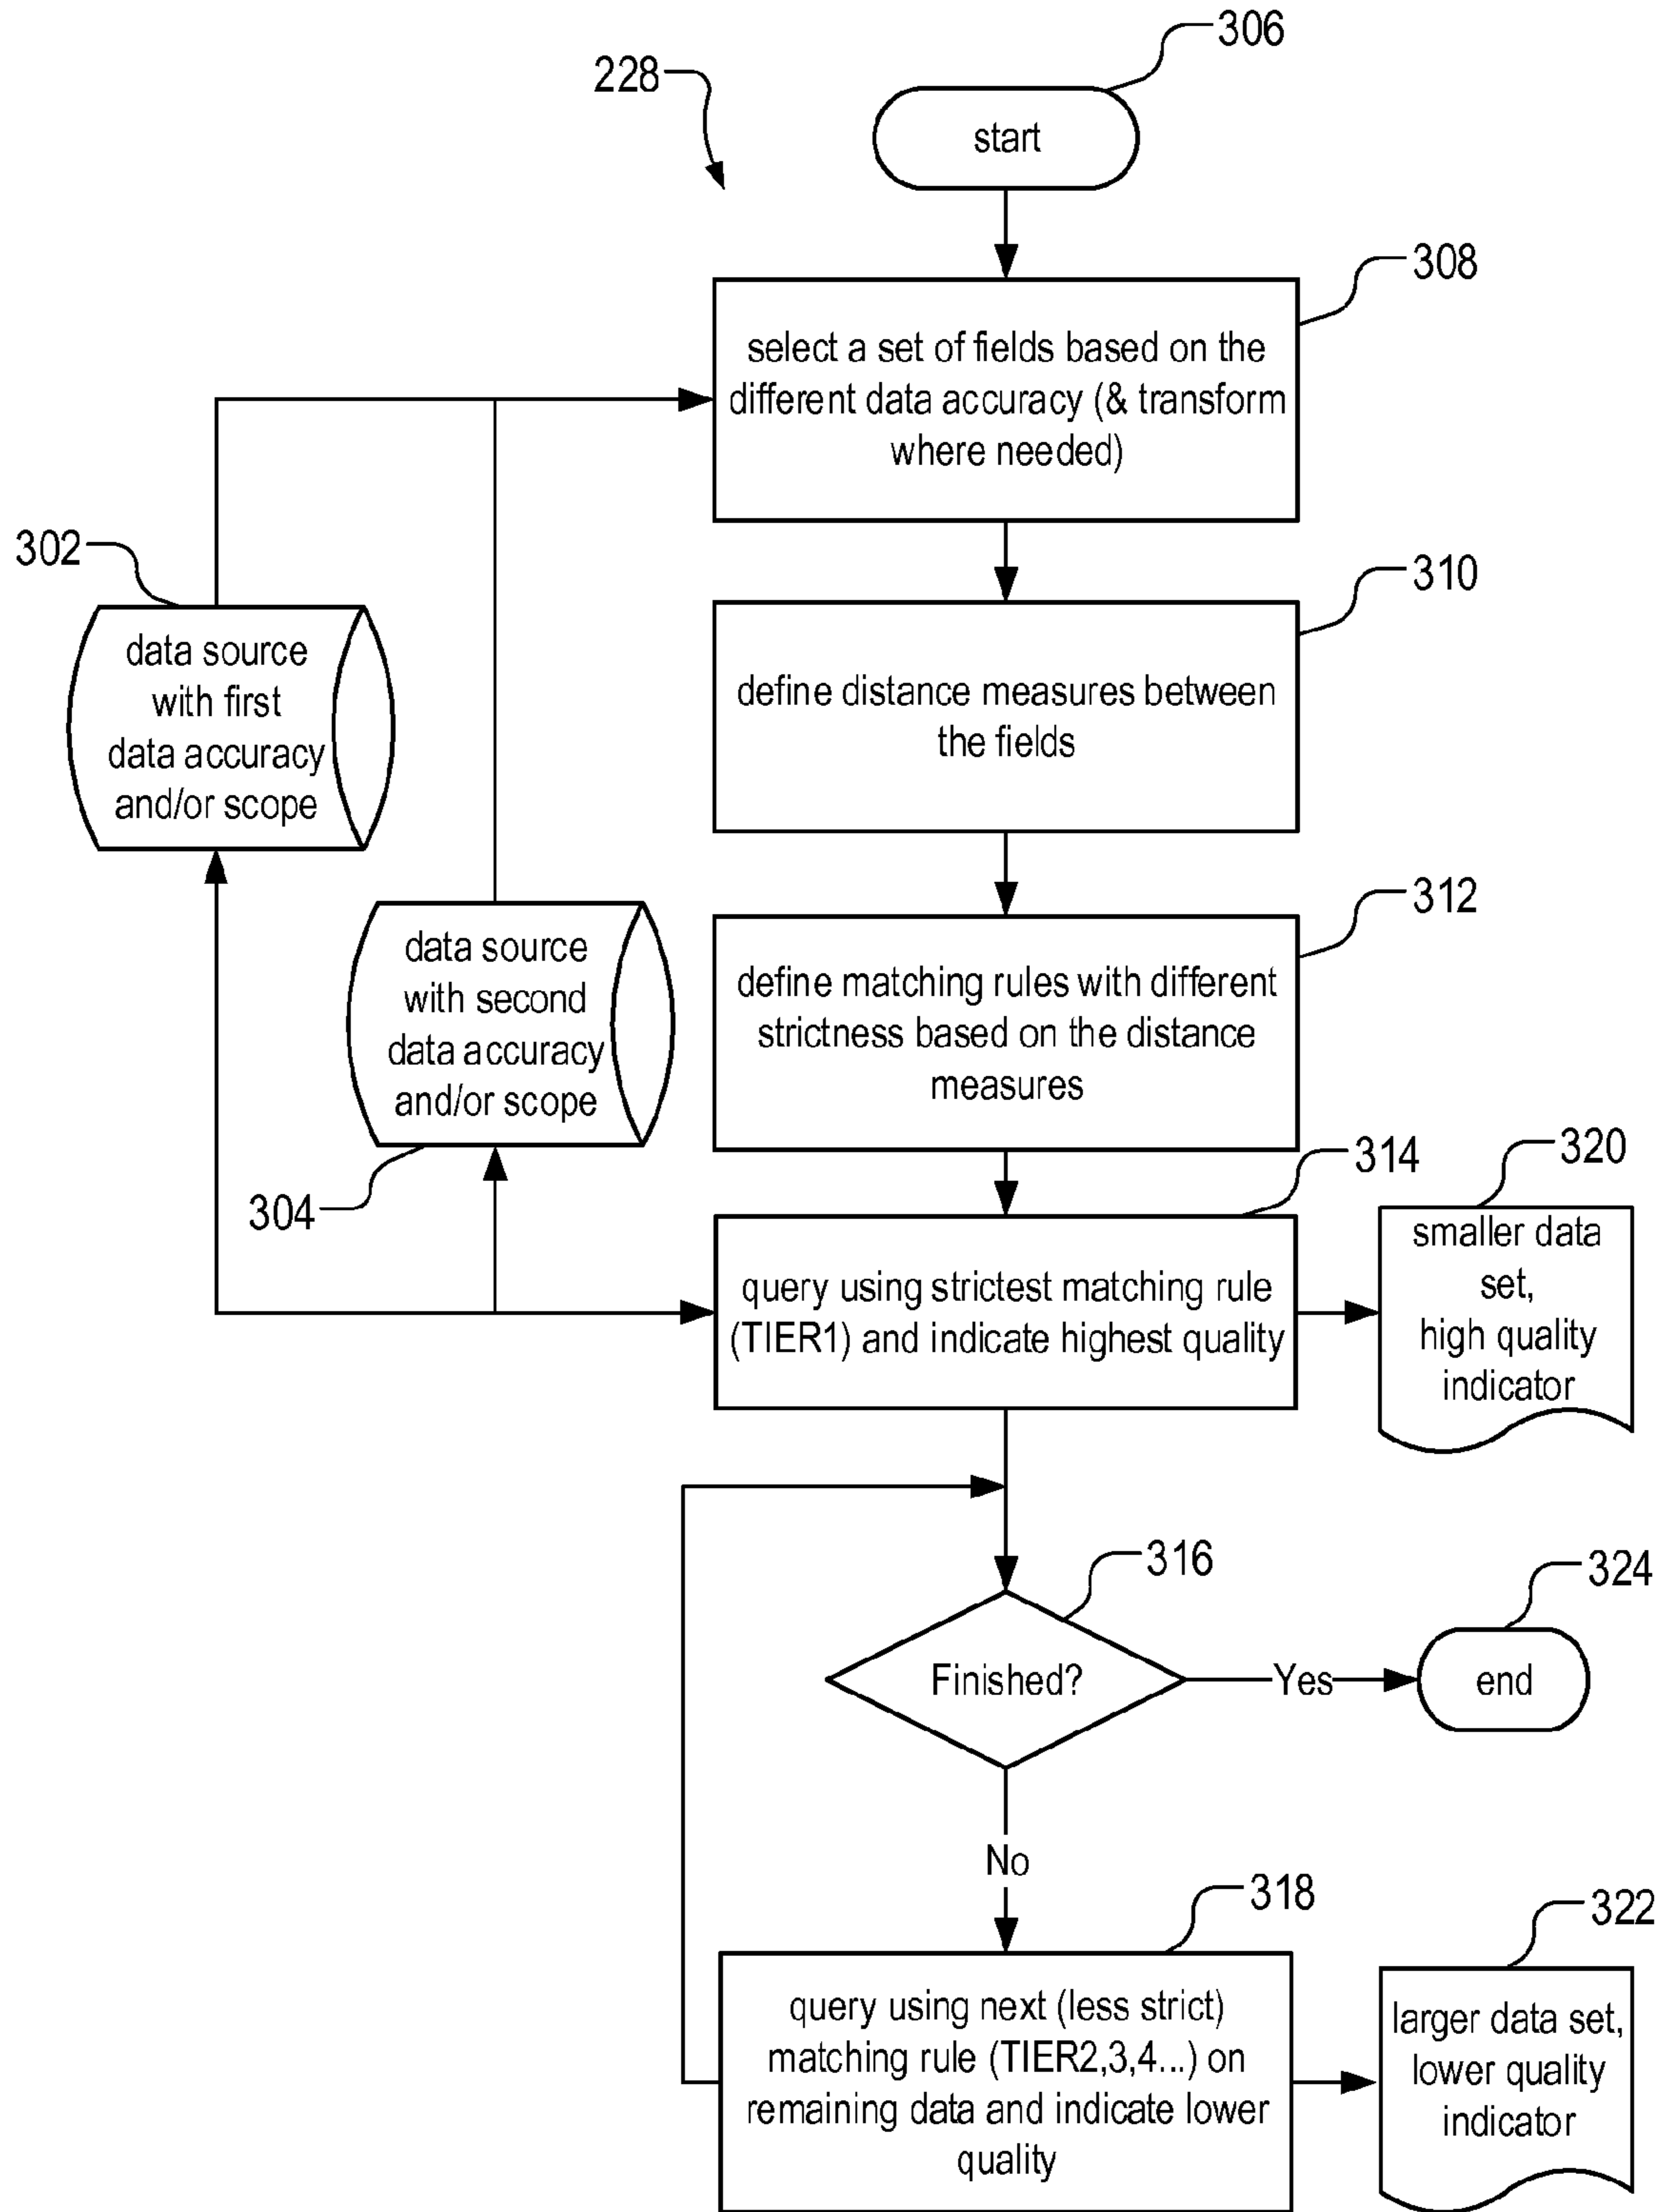 306
228
start
308
select a set of fields based on the
different data accuracy (& transform
where needed)
302
310
data source
with first
data accuracy
and/or scope
define distance measures between
the fields
312
data source
with second
data accuracy
and/or scope
define matching rules with different
strictness based on the distance
measures
304
314
320
query using strictest matching rule
(TIER1) and indicate highest quality
smaller data
set,
high quality
indicator
316
324
Finished?
Yes
end
No
318
322
query using next (less strict)
matching rule (TIER2,3,4...) on
remaining data and indicate lower
quality
larger data set,
lower quality
indicator